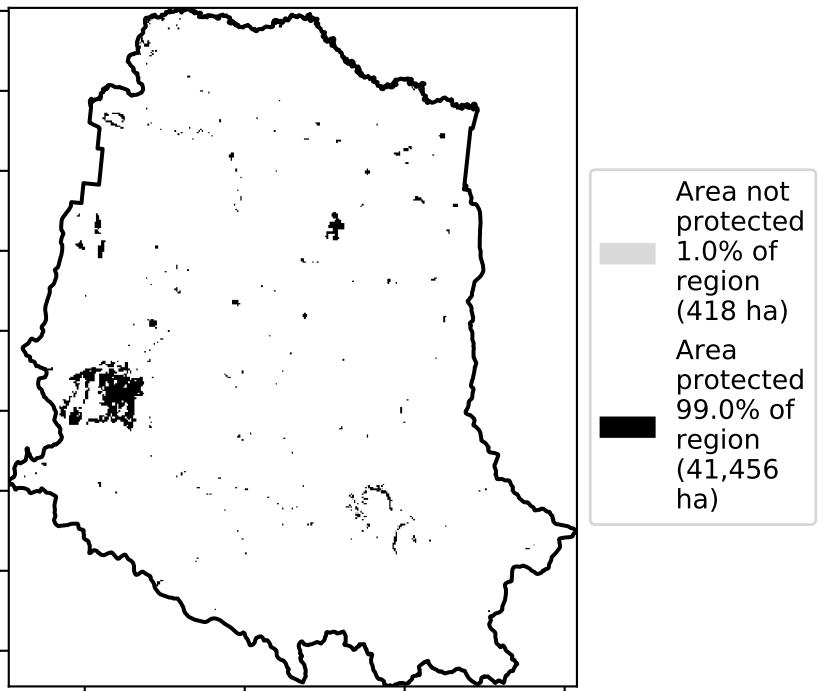 Area not
protected
1.0% of
region
(418 ha)
Area
protected
99.0% of
region
(41,456
ha)